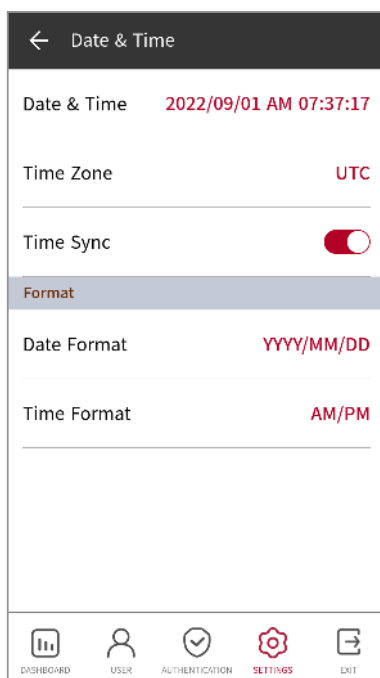 Date & Time
Date & Time 2022/09/01 AM 07:37:17
Time Zone UTC
Time Sync
Format
Date Format YYYY/MM/DD
Time Format AM/PM
DASHBOARD USER AUTHENTICATION SETTINGS EXIT